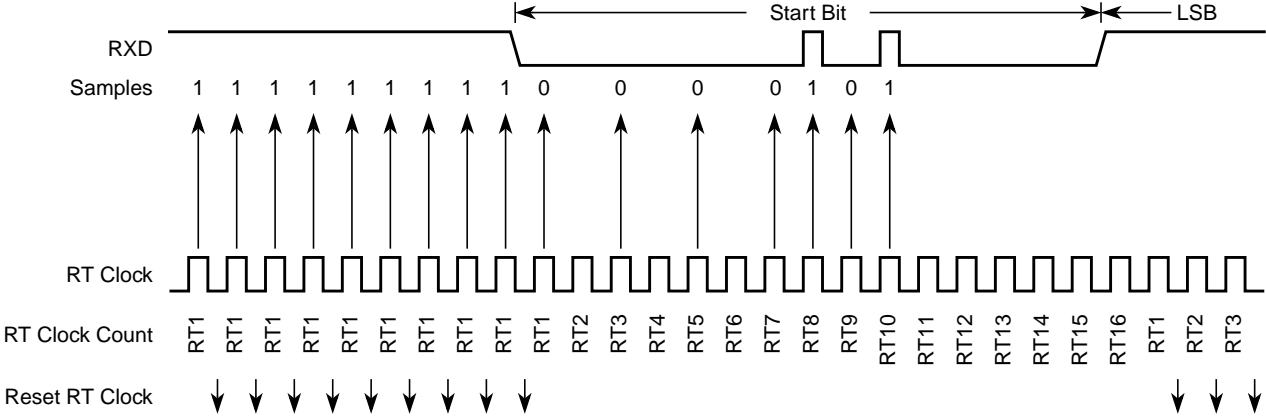 Start Bit LSB
RXD
Samples 1 1 1 1 1 1 1 1 1 0 0 0 0 1 0 1
RT Clock
RT Clock Count RT1 RT1 RT1 RT1 RT1 RT1 RT1 RT1 RT1 RT1 RT2 RT3 RT4 RT5 RT6 RT7 RT8 RT9 RT10 RT11 RT12 RT13 RT14 RT15 RT16 RT1 RT2 RT3
Reset RT Clock